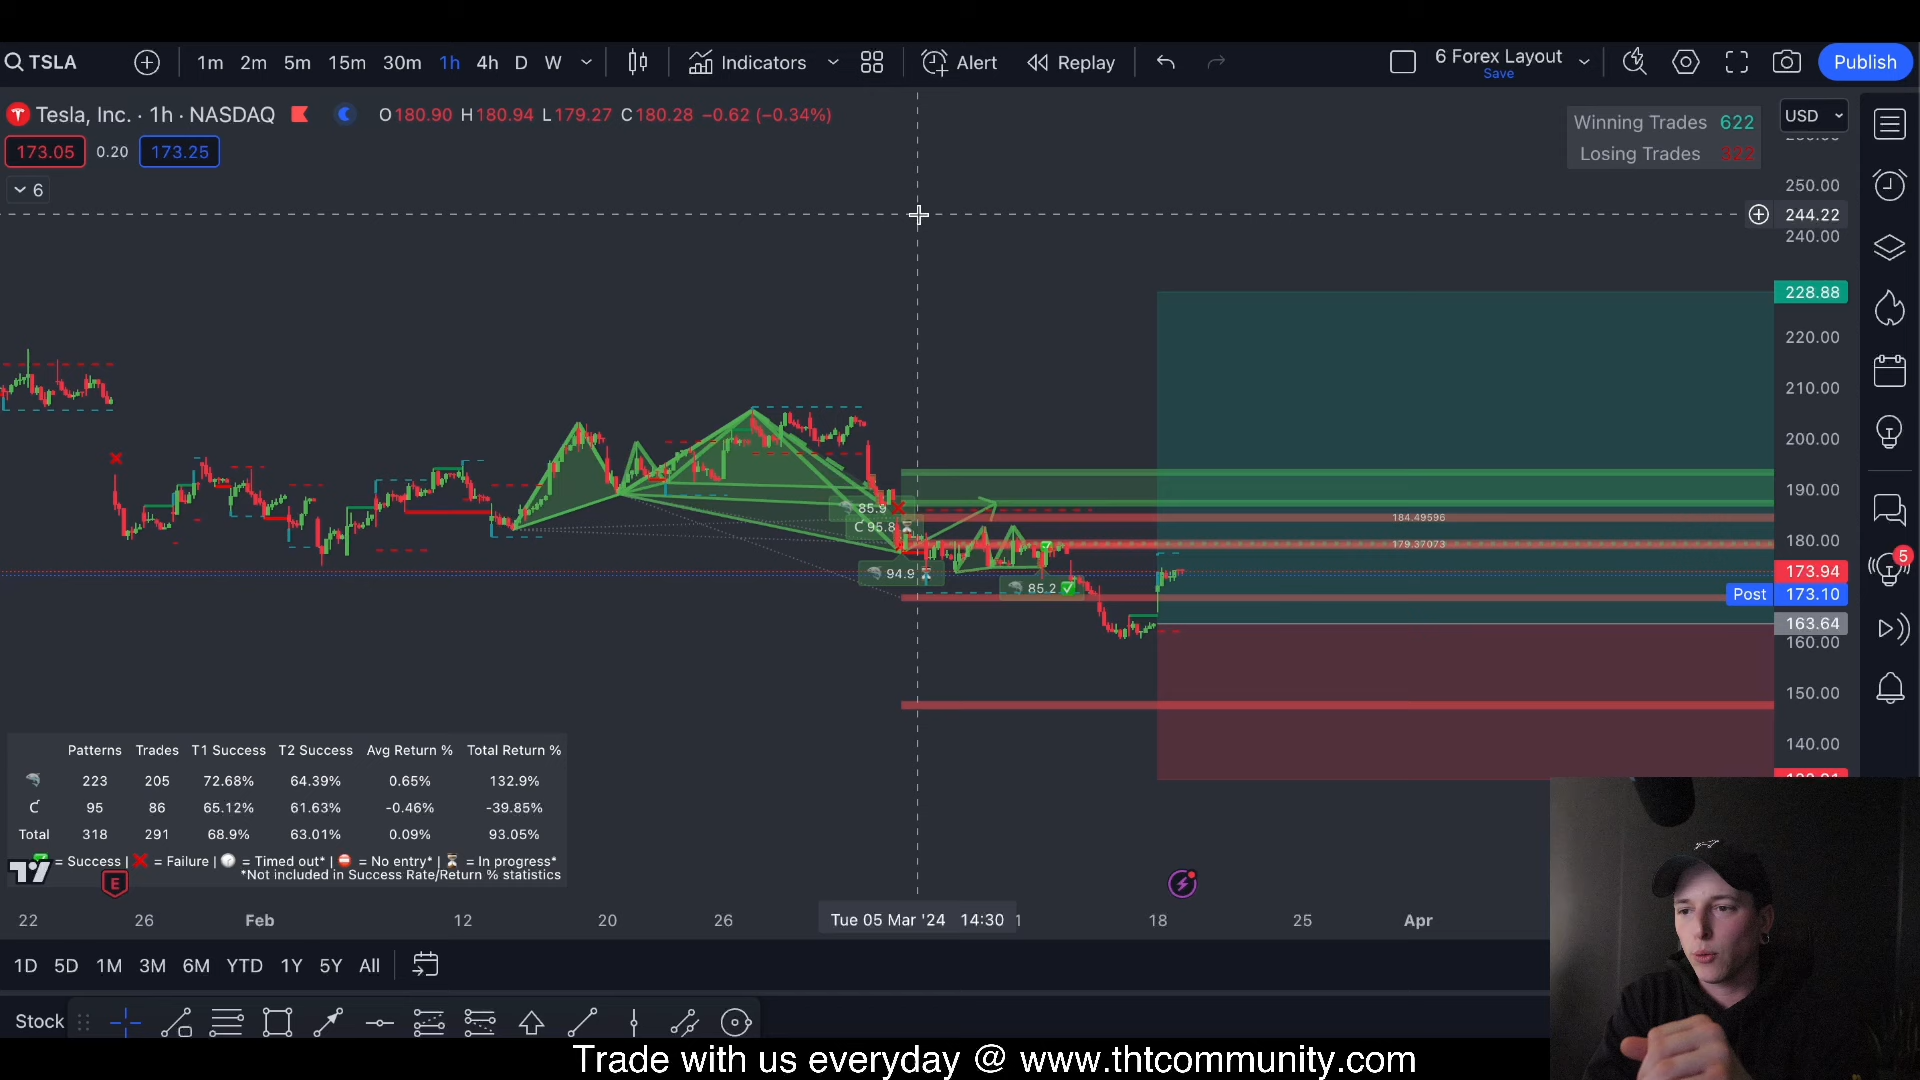 TSLA 1m 2m 5m 15m 30m 1h 4h D W Indicators Alert Replay 6 Forex Layout Publish
Save
Tesla, Inc. · 1h · NASDAQ O180.90 H180.94 L179.27 C180.28 −0.62 (−0.34%)
173.05 0.20 173.25
6
Winning Trades 622
Losing Trades 322
USD
250.00
244.22
240.00
228.88
220.00
210.00
200.00
190.00
180.00
173.94
Post 173.10
163.64
160.00
150.00
140.00
5
184.49596
179.37073
85.9
C 95.8
94.9
85.2
Patterns Trades T1 Success T2 Success Avg Return % Total Return %
223 205 72.68% 64.39% 0.65% 132.9%
95 86 65.12% 61.63% -0.46% -39.85%
Total 318 291 68.9% 63.01% 0.09% 93.05%
= Success | = Failure | = Timed out* | = No entry* | = In progress*
*Not included in Success Rate/Return % statistics
E
22 26 Feb 12 20 26 Tue 05 Mar '24 14:30 1 18 25 Apr
1D 5D 1M 3M 6M YTD 1Y 5Y All
Stock
Trade with us everyday @ www.thtcommunity.com